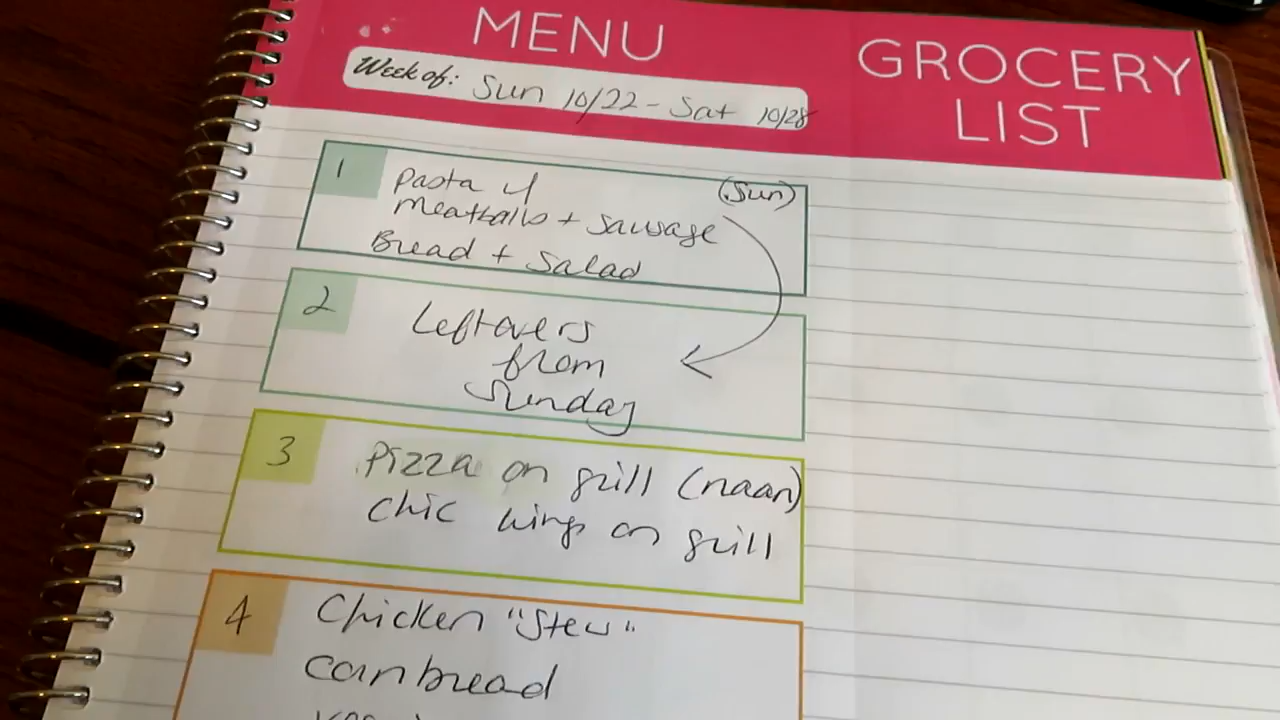 MENU
Week of: Sun 10/22 - Sat 10/28
GROCERY
LIST
1
Pasta w/
(Sun)
meatballs + sausage
Bread + Salad
2
Leftovers
from
Sunday
3
Pizza on grill (naan)
chic wings on grill
4
Chicken "Stew"
cornbread